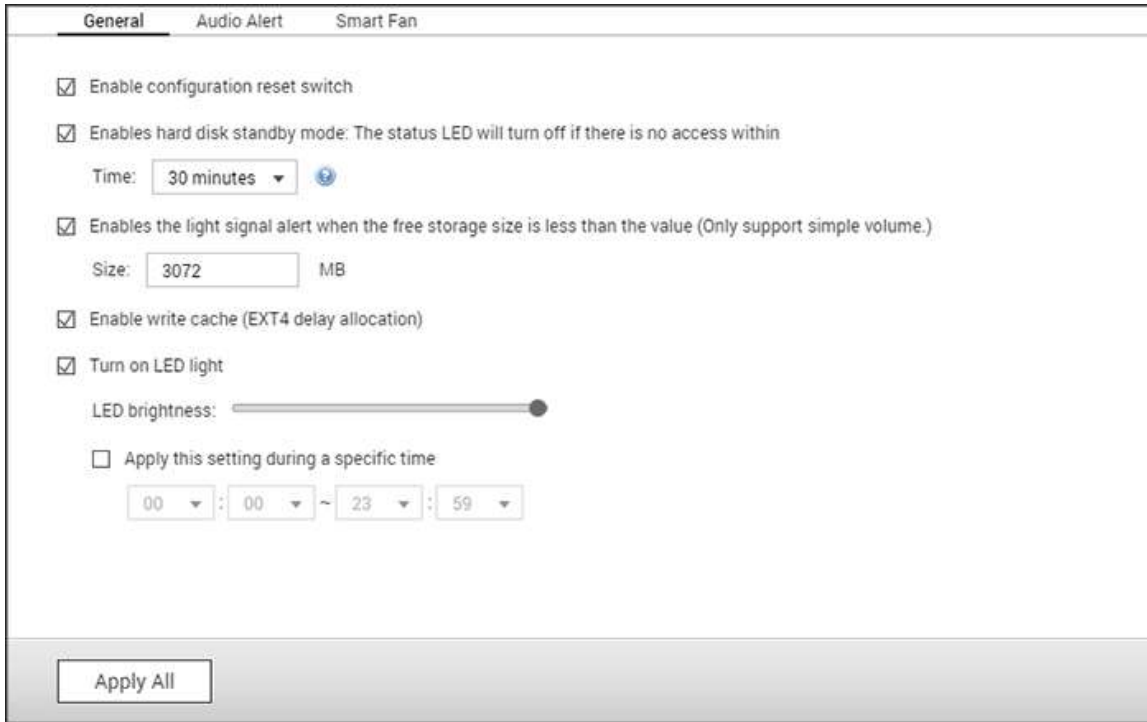 General Audio Alert Smart Fan
Enable configuration reset switch
Enables hard disk standby mode: The status LED will turn off if there is no access within
Time: 30 minutes
Enables the light signal alert when the free storage size is less than the value (Only support simple volume.)
Size: 3072 MB
Enable write cache (EXT4 delay allocation)
Turn on LED light
LED brightness:
Apply this setting during a specific time
00 : 00 ~ 23 : 59
Apply All